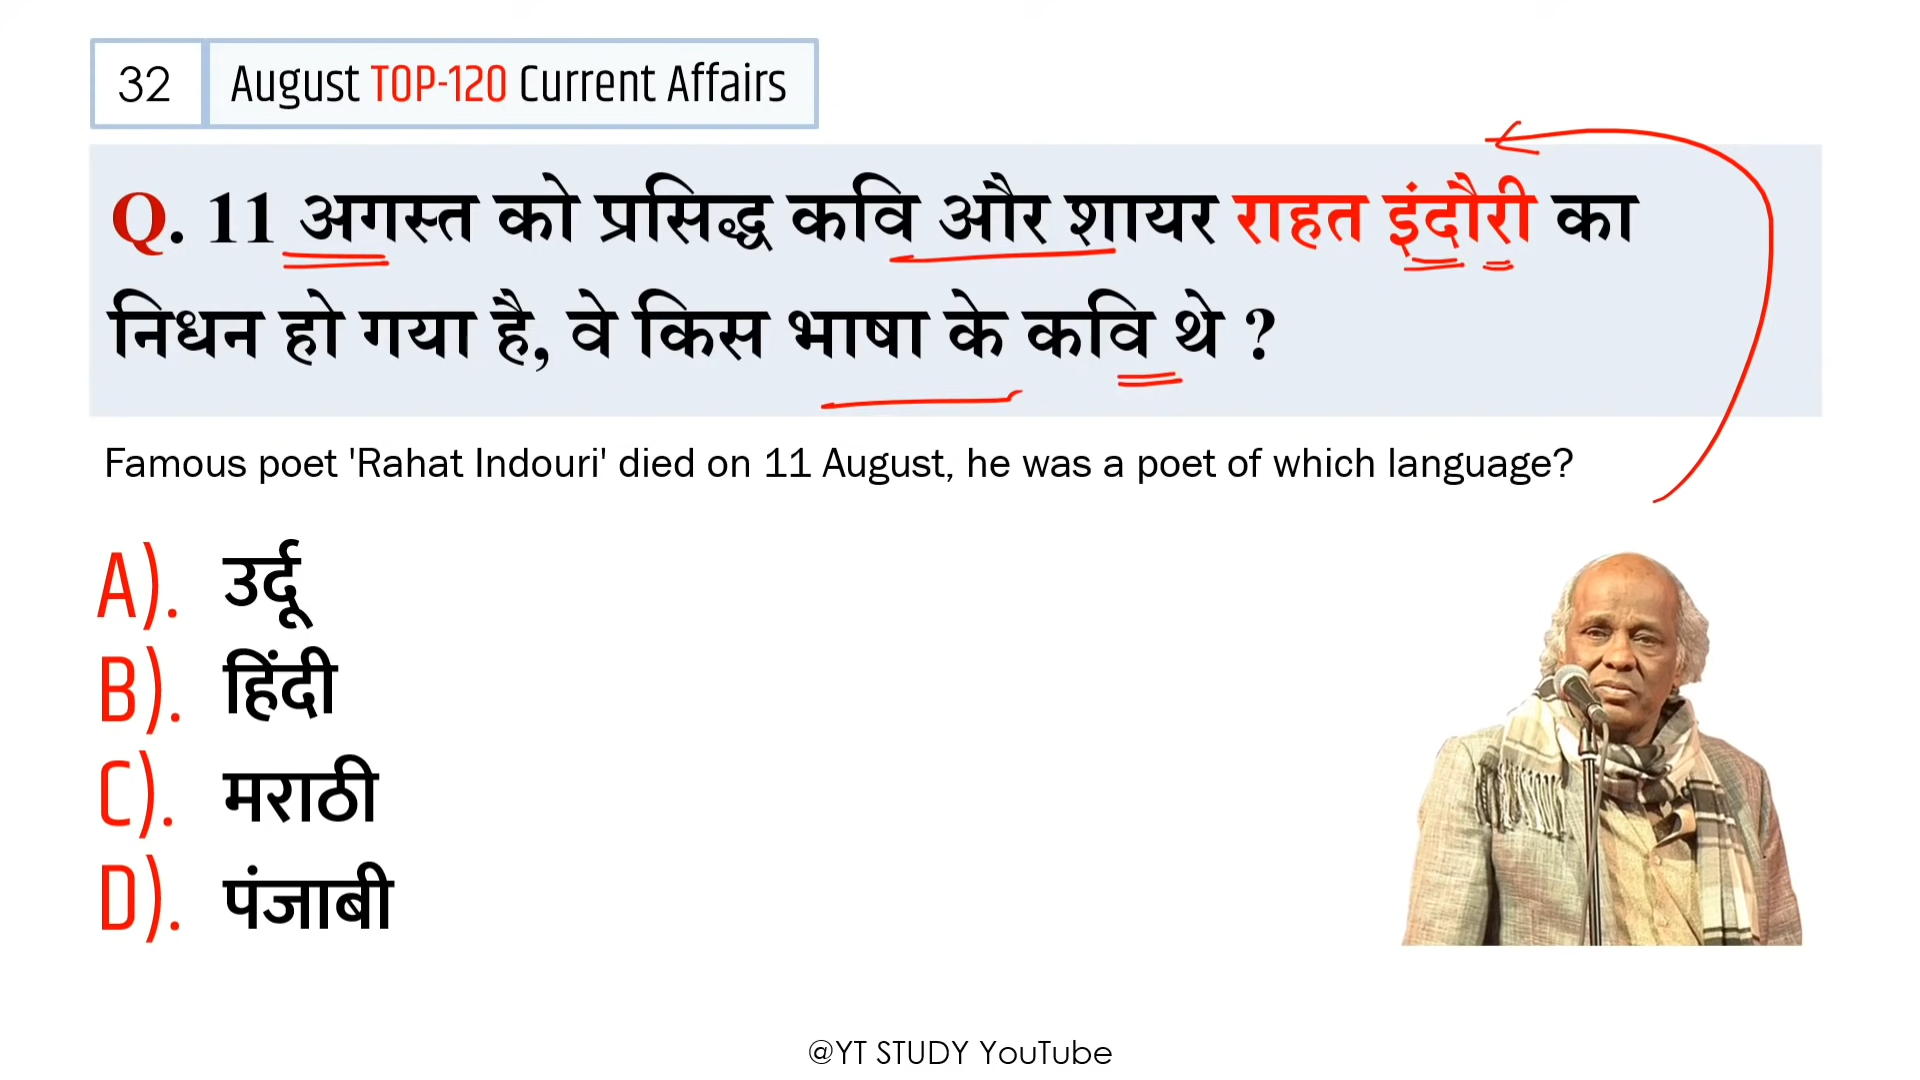 32
August TOP-120 Current Affairs
Q. 11 अगस्त को प्रसिद्ध कवि और शायर राहत इंदौरी का
निधन हो गया है, वे किस भाषा के कवि थे ?
Famous poet 'Rahat Indouri' died on 11 August, he was a poet of which language?
A). उर्दू
B). हिंदी
C). मराठी
D). पंजाबी
@YT STUDY YouTube